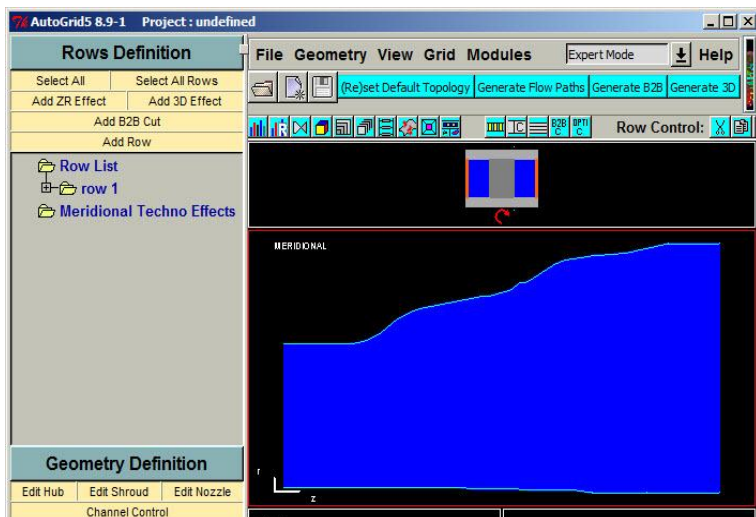 AutoGrid5 8.9-1 Project : undefined
Rows Definition
Select All Select All Rows
Add ZR Effect Add 3D Effect
Add B2B Cut
Add Row
Row List
row 1
Meridional Techno Effects
Geometry Definition
Edit Hub Edit Shroud Edit Nozzle
Channel Control
File Geometry View Grid Modules Expert Mode Help
(Re)set Default Topology Generate Flow Paths Generate B2B Generate 3D
B2B C OPTI C Row Control:
MERIDIONAL
r
z